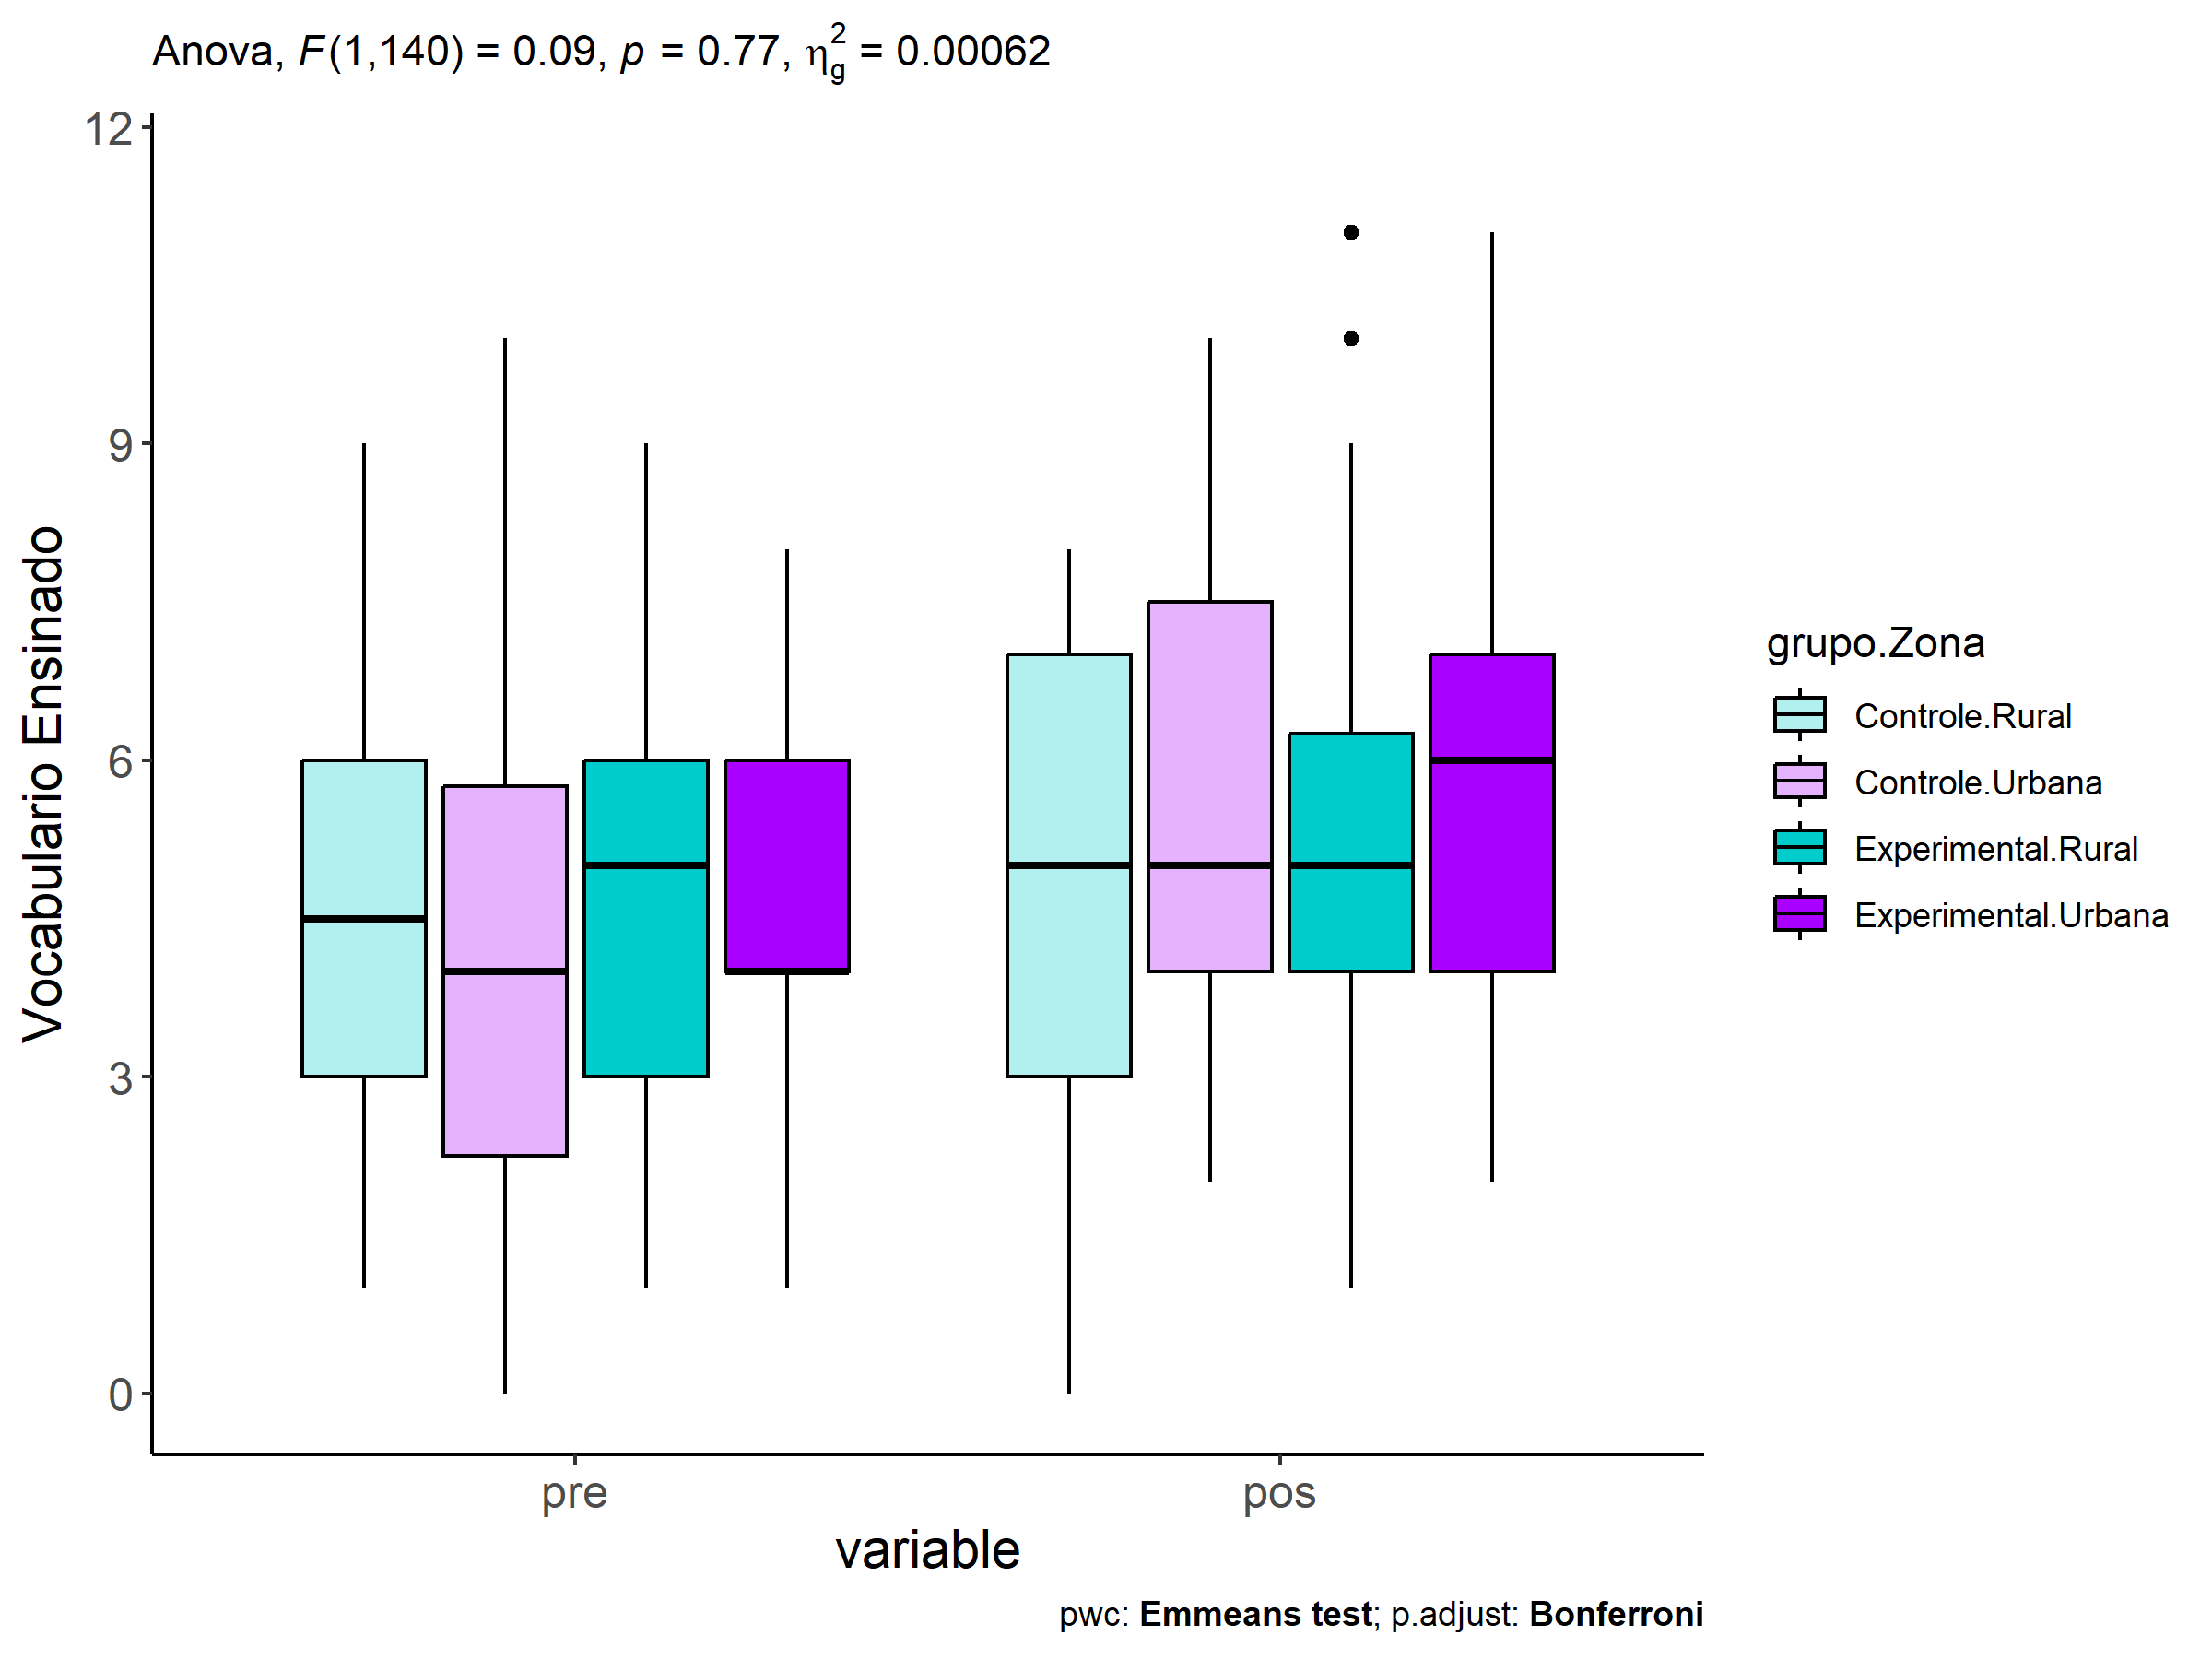 Anova, F(1,140) = 0.09, p = 0.77, η²g = 0.00062
Vocabulario Ensinado
12
9
6
3
0
pre
pos
variable
grupo.Zona
Controle.Rural
Controle.Urbana
Experimental.Rural
Experimental.Urbana
pwc: Emmeans test; p.adjust: Bonferroni